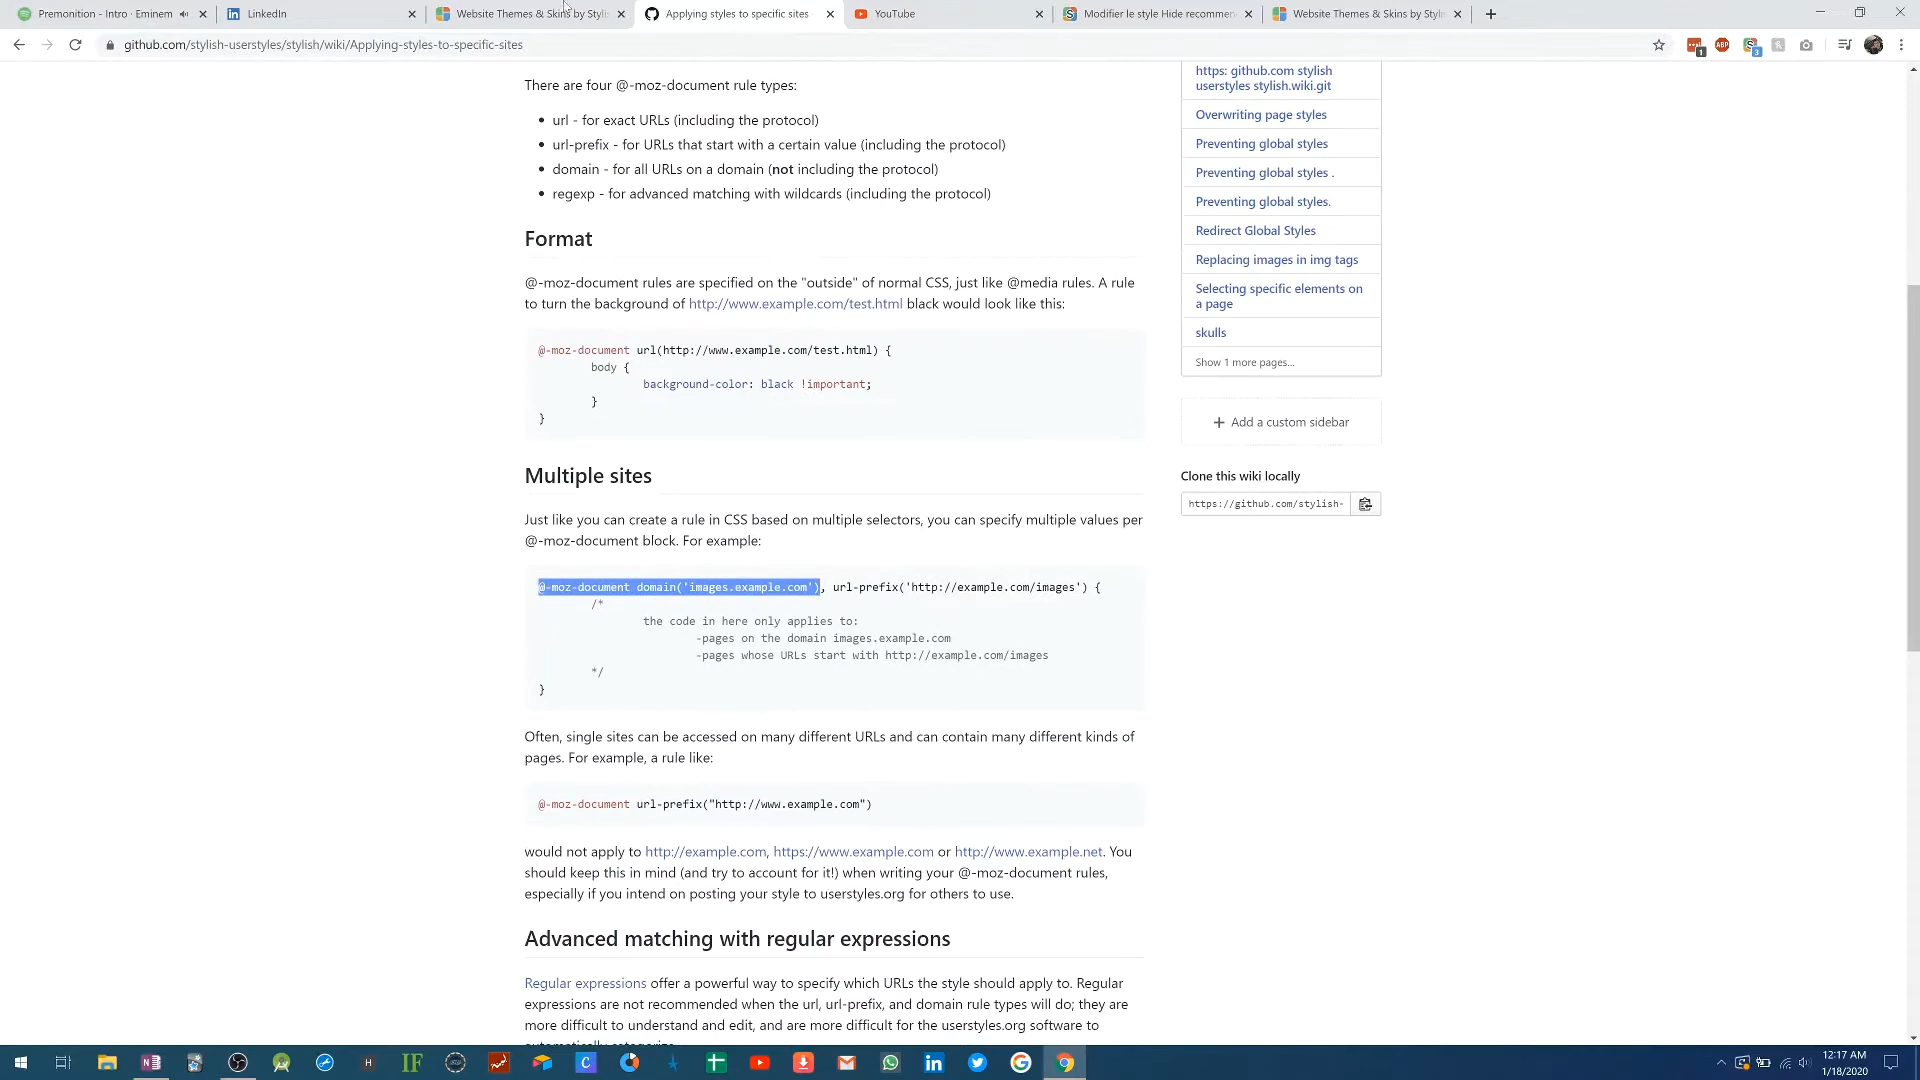 Premonition - Intro · Eminem
LinkedIn
Website Themes & Skins by Styli
Applying styles to specific sites
YouTube
Modifier le style Hide recommen
Website Themes & Skins by Styli
github.com/stylish-userstyles/stylish/wiki/Applying-styles-to-specific-sites
1
ABP
3
There are four @-moz-document rule types:
url - for exact URLs (including the protocol)
url-prefix - for URLs that start with a certain value (including the protocol)
domain - for all URLs on a domain (not including the protocol)
regexp - for advanced matching with wildcards (including the protocol)
Format
@-moz-document rules are specified on the "outside" of normal CSS, just like @media rules. A rule
to turn the background of http://www.example.com/test.html black would look like this:
@-moz-document url(http://www.example.com/test.html) {
body {
background-color: black !important;
}
}
Multiple sites
Just like you can create a rule in CSS based on multiple selectors, you can specify multiple values per
@-moz-document block. For example:
@-moz-document domain('images.example.com'), url-prefix('http://example.com/images') {
/*
the code in here only applies to:
-pages on the domain images.example.com
-pages whose URLs start with http://example.com/images
*/
}
Often, single sites can be accessed on many different URLs and can contain many different kinds of
pages. For example, a rule like:
@-moz-document url-prefix("http://www.example.com")
would not apply to http://example.com, https://www.example.com or http://www.example.net. You
should keep this in mind (and try to account for it!) when writing your @-moz-document rules,
especially if you intend on posting your style to userstyles.org for others to use.
Advanced matching with regular expressions
Regular expressions offer a powerful way to specify which URLs the style should apply to. Regular
expressions are not recommended when the url, url-prefix, and domain rule types will do; they are
more difficult to understand and edit, and are more difficult for the userstyles.org software to
https: github.com stylish
userstyles stylish.wiki.git
Overwriting page styles
Preventing global styles
Preventing global styles .
Preventing global styles.
Redirect Global Styles
Replacing images in img tags
Selecting specific elements on
a page
skulls
Show 1 more pages...
+ Add a custom sidebar
Clone this wiki locally
https://github.com/stylish-
IF
12:17 AM
1/18/2020